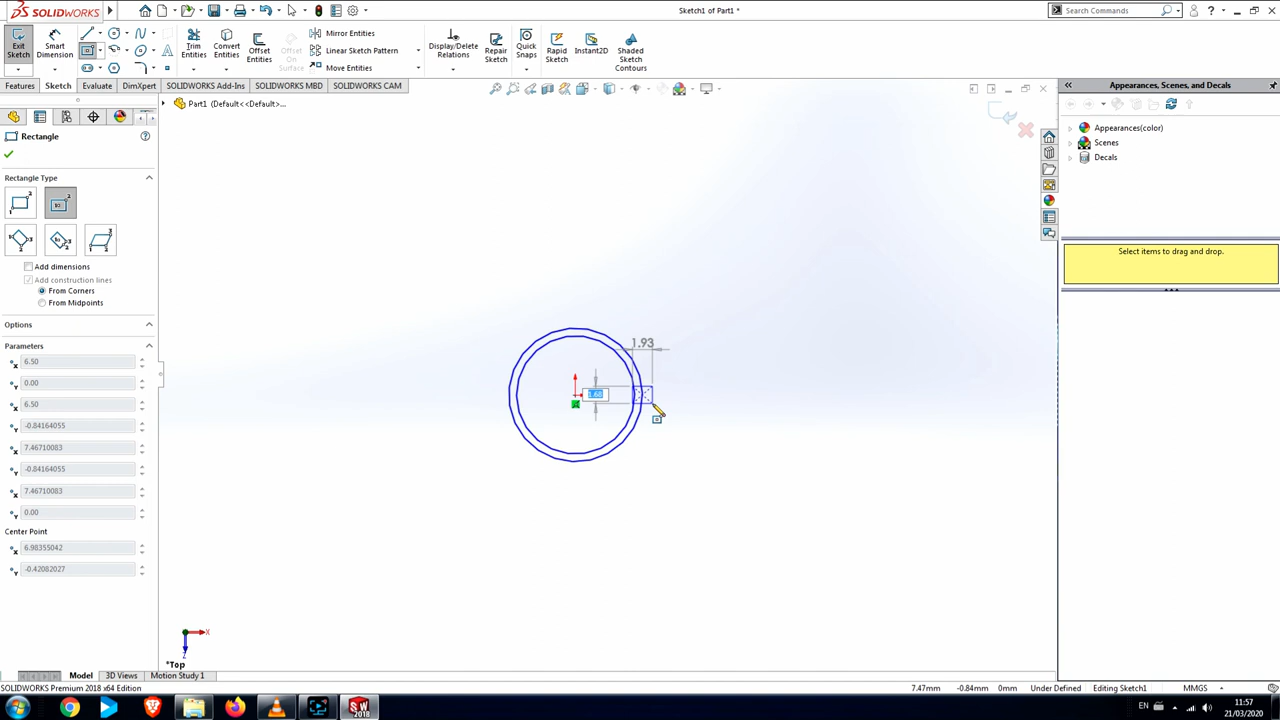 SOLIDWORKS
Sketch1 of Part1 *
Search Commands
Exit Sketch
Smart Dimension
Trim Entities
Convert Entities
Offset Entities
Offset On Surface
Mirror Entities
Linear Sketch Pattern
Move Entities
Display/Delete Relations
Repair Sketch
Quick Snaps
Rapid Sketch
Instant2D
Shaded Sketch Contours
Features
Sketch
Evaluate
DimXpert
SOLIDWORKS Add-Ins
SOLIDWORKS MBD
SOLIDWORKS CAM
Appearances, Scenes, and Decals
Part1 (Default<<Default>...
Rectangle
Rectangle Type
Add dimensions
Add construction lines
From Corners
From Midpoints
Options
Parameters
6.50
0.00
6.50
-0.84164055
7.46710083
-0.84164055
7.46710083
0.00
Center Point
6.98355042
-0.42082027
1.93
1.68
X
Z
*Top
Appearances(color)
Scenes
Decals
Select items to drag and drop.
Model
3D Views
Motion Study 1
SOLIDWORKS Premium 2018 x64 Edition
7.47mm
-0.84mm
0mm
Under Defined
Editing Sketch1
MMGS
EN
11:57
21/03/2020